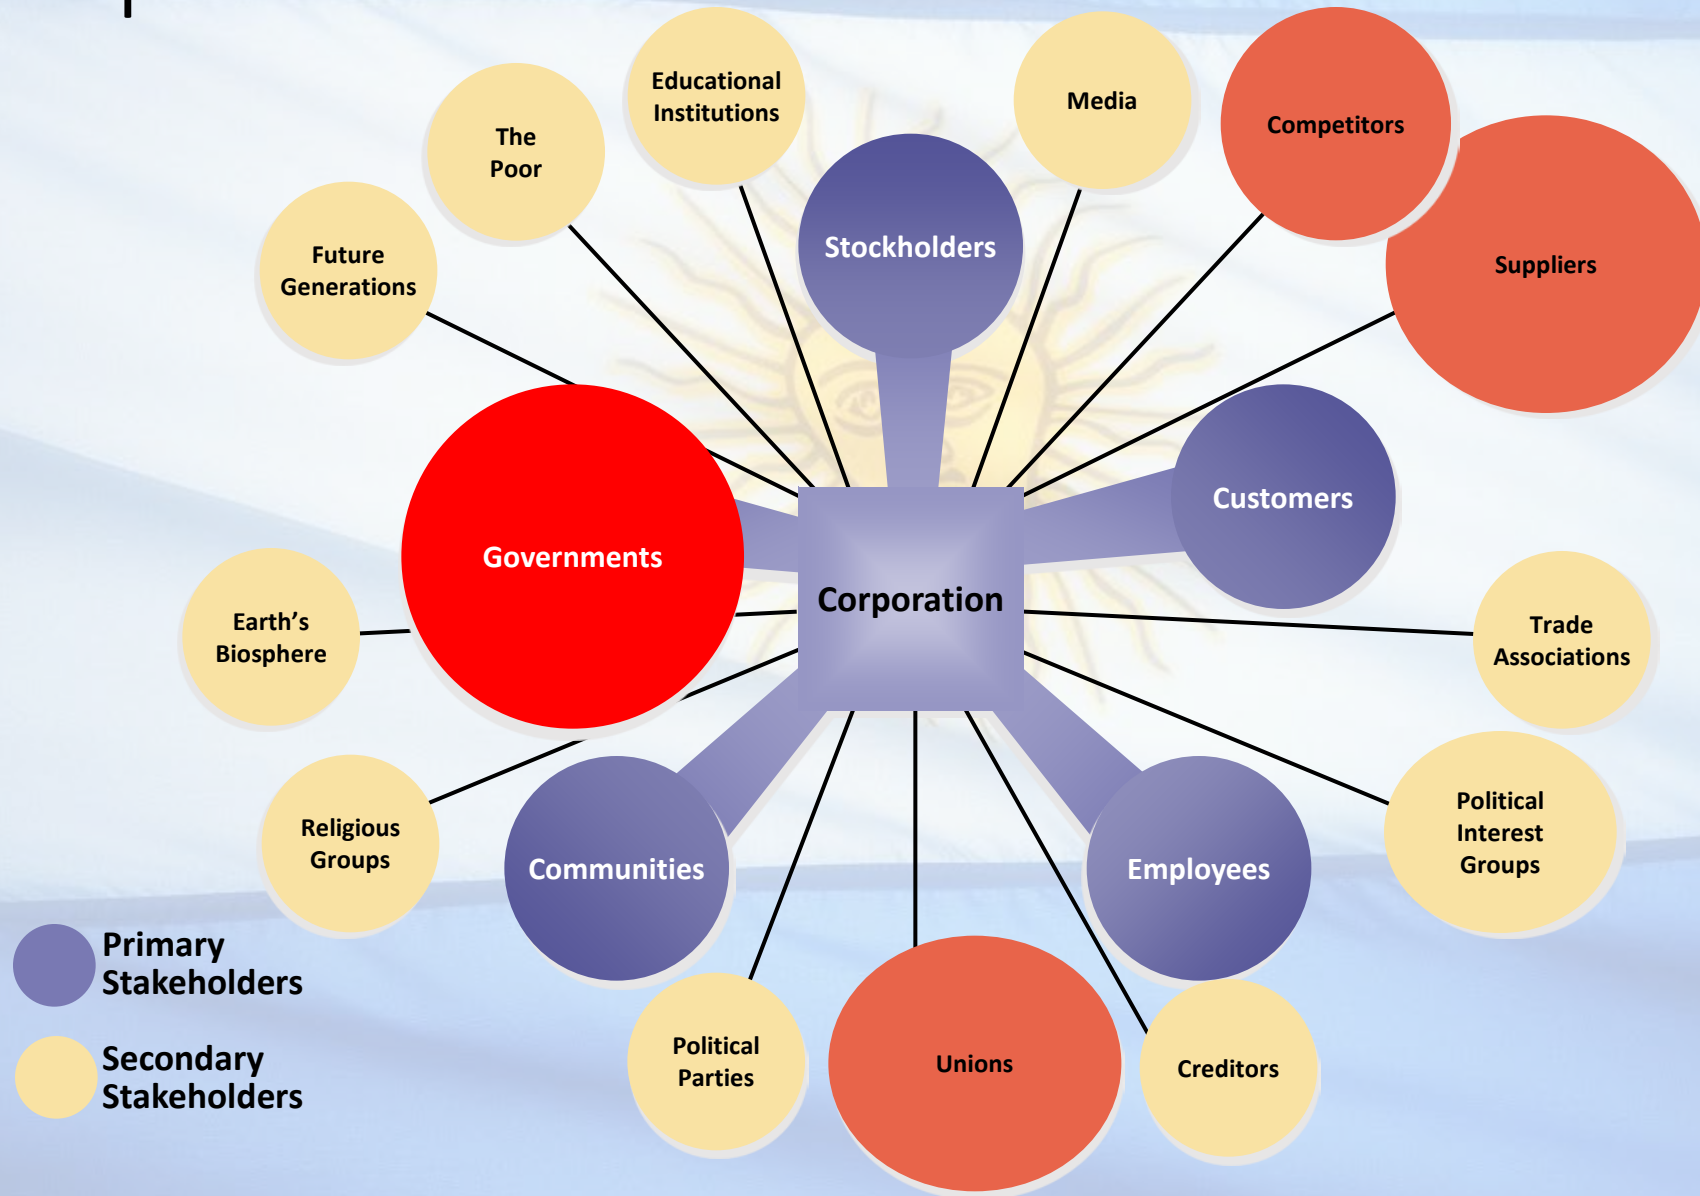 Educational
Institutions
Media
Competitors
The
Poor
Stockholders
Suppliers
Future
Generations
Customers
Governments
Corporation
Earth’s
Biosphere
Trade
Associations
Religious
Groups
Communities
Employees
Political
Interest
Groups
Primary
Stakeholders
Political
Parties
Unions
Creditors
Secondary
Stakeholders